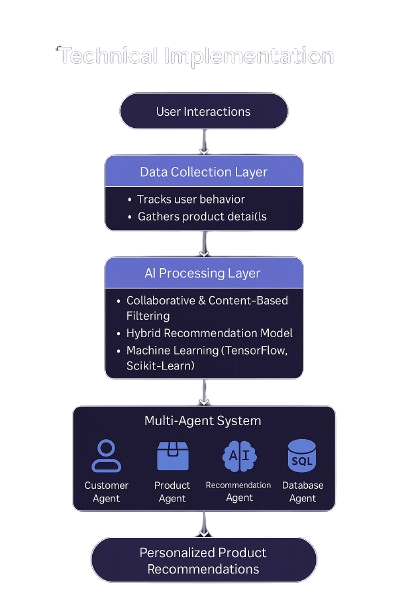 Technical Implementation
User Interactions
Data Collection Layer
• Tracks user behavior
• Gathers product detai(ls
AI Processing Layer
• Collaborative & Content-Based
Filtering
• Hybrid Recommendation Model
• Machine Learning (TensorFlow,
Scikit-Learn)
Multi-Agent System
AI
SQL
Customer
Agent
Product
Agent
Recommendation
Agent
Database
Agent
Personalized Product
Recommendations